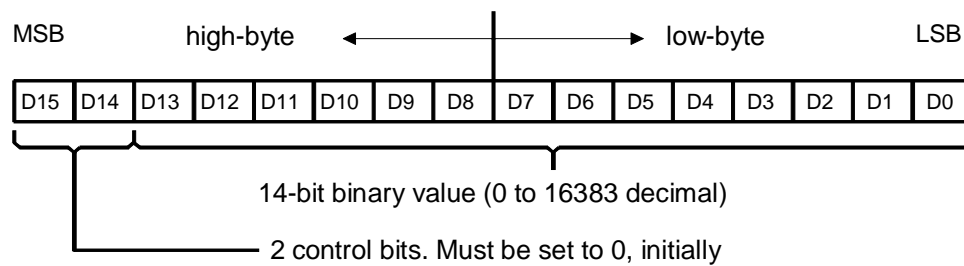 MSB high-byte low-byte LSB
D15 D14 D13 D12 D11 D10 D9 D8 D7 D6 D5 D4 D3 D2 D1 D0
14-bit binary value (0 to 16383 decimal)
2 control bits. Must be set to 0, initially